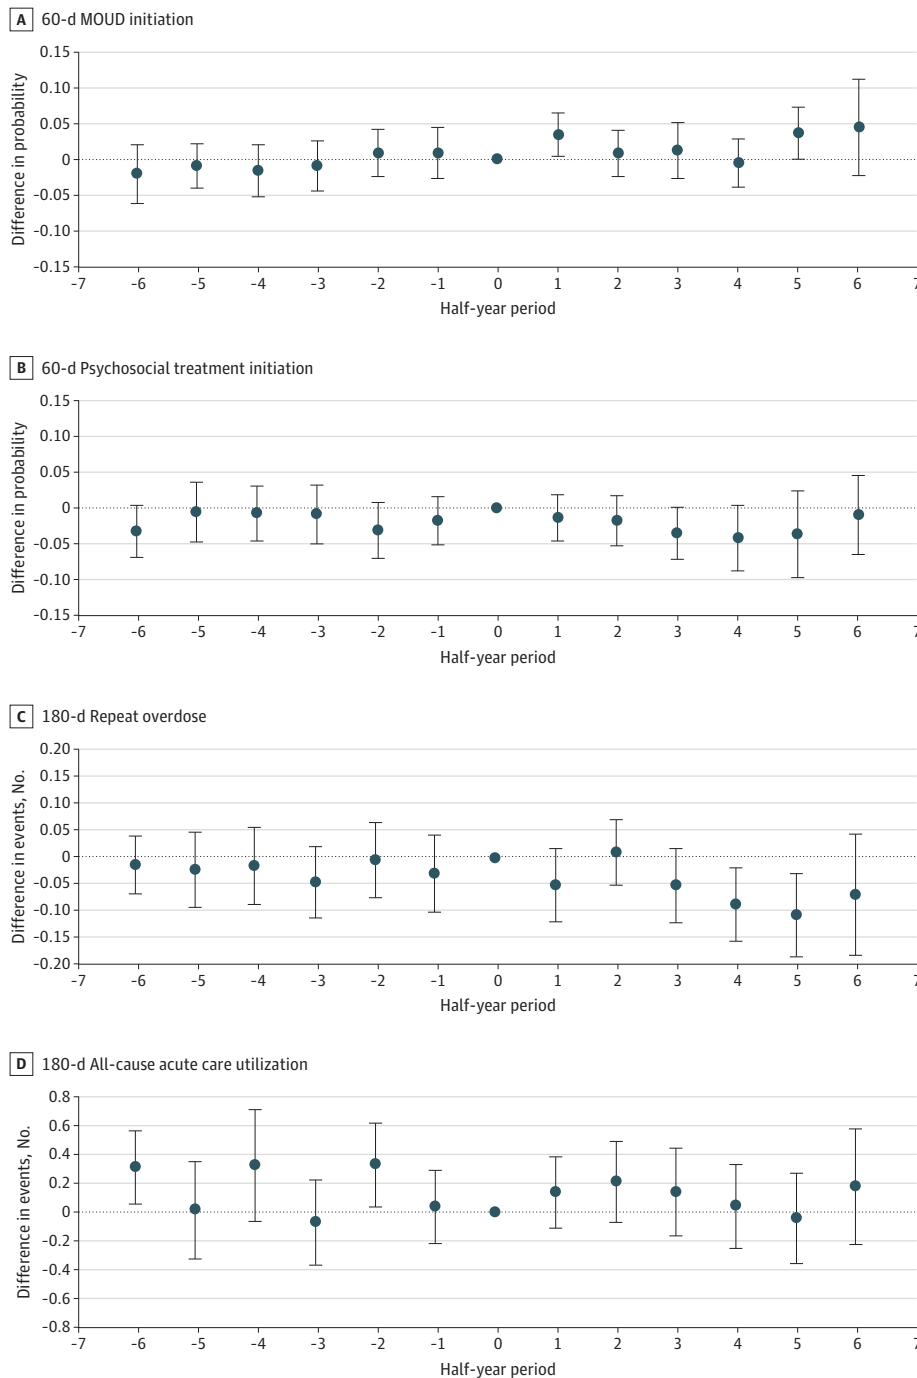 A 60-d MOUD initiation
0.15
0.10
0.05
0
-0.05
-0.10
-0.15
Difference in probability
-7 -6 -5 -4 -3 -2 -1 0 1 2 3 4 5 6 7
Half-year period
B 60-d Psychosocial treatment initiation
0.15
0.10
0.05
0
-0.05
-0.10
-0.15
Difference in probability
-7 -6 -5 -4 -3 -2 -1 0 1 2 3 4 5 6 7
Half-year period
C 180-d Repeat overdose
0.20
0.15
0.10
0.05
0
-0.05
-0.10
-0.15
-0.20
Difference in events, No.
-7 -6 -5 -4 -3 -2 -1 0 1 2 3 4 5 6 7
Half-year period
D 180-d All-cause acute care utilization
0.8
0.6
0.4
0.2
0
-0.2
-0.4
-0.6
-0.8
Difference in events, No.
-7 -6 -5 -4 -3 -2 -1 0 1 2 3 4 5 6 7
Half-year period